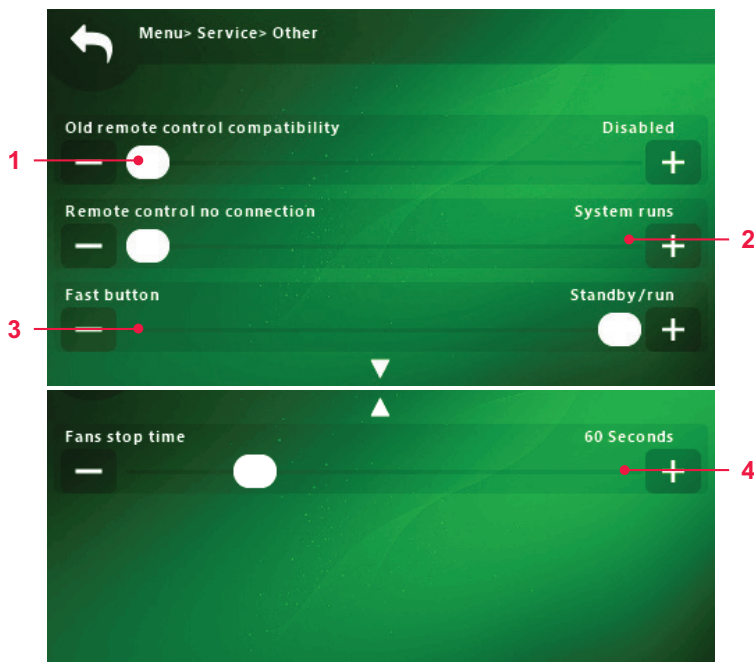 Menu> Service> Other
Old remote control compatibility Disabled
1
Remote control no connection System runs
2
Fast button Standby/run
3
Fans stop time 60 Seconds
4